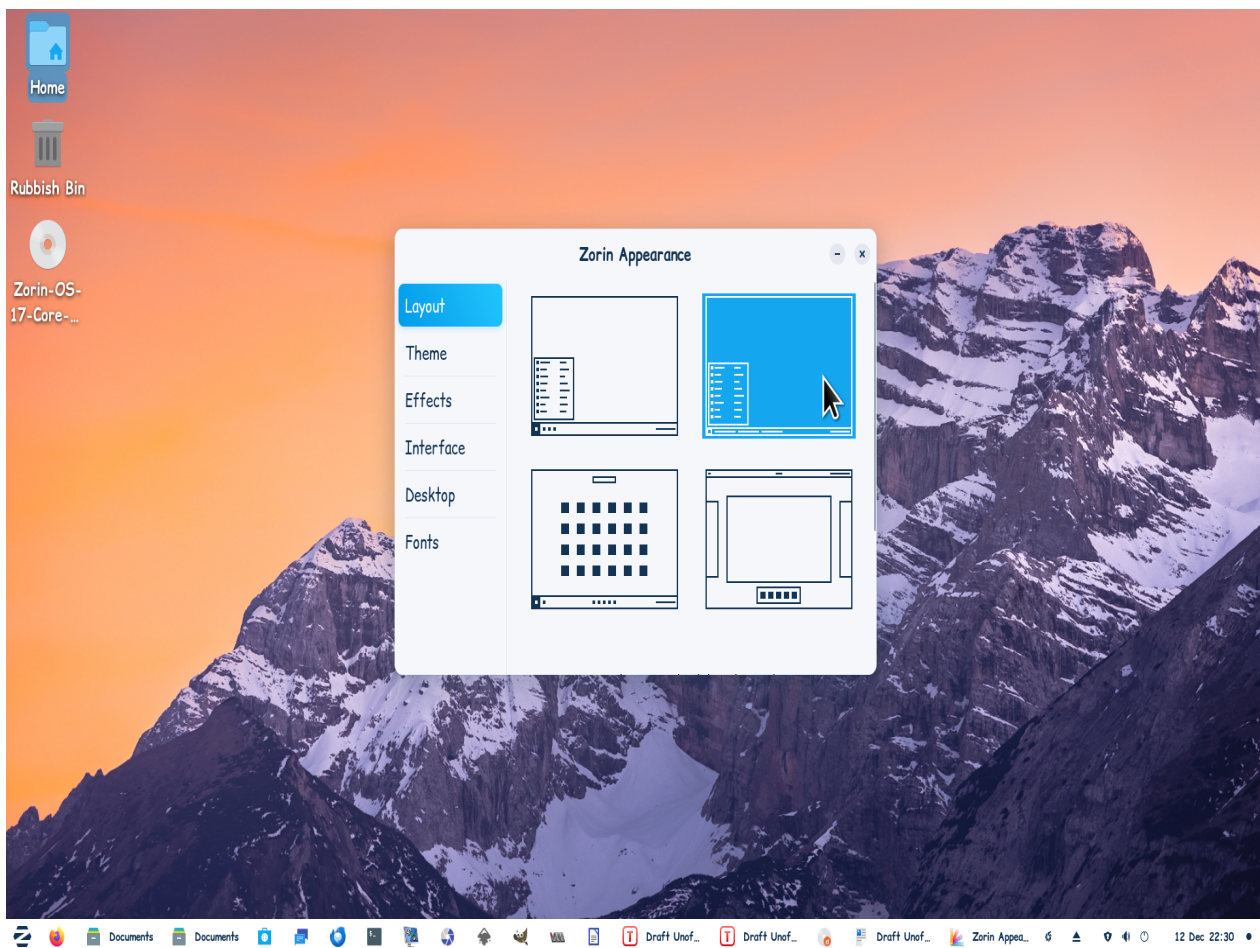 Home
Rubbish Bin
Zorin-OS-
17-Core-...
Zorin Appearance
Layout
Theme
Effects
Interface
Desktop
Fonts
Documents
Documents
Draft Unof...
Draft Unof...
Draft Unof...
Zorin Appea...
12 Dec 22:30